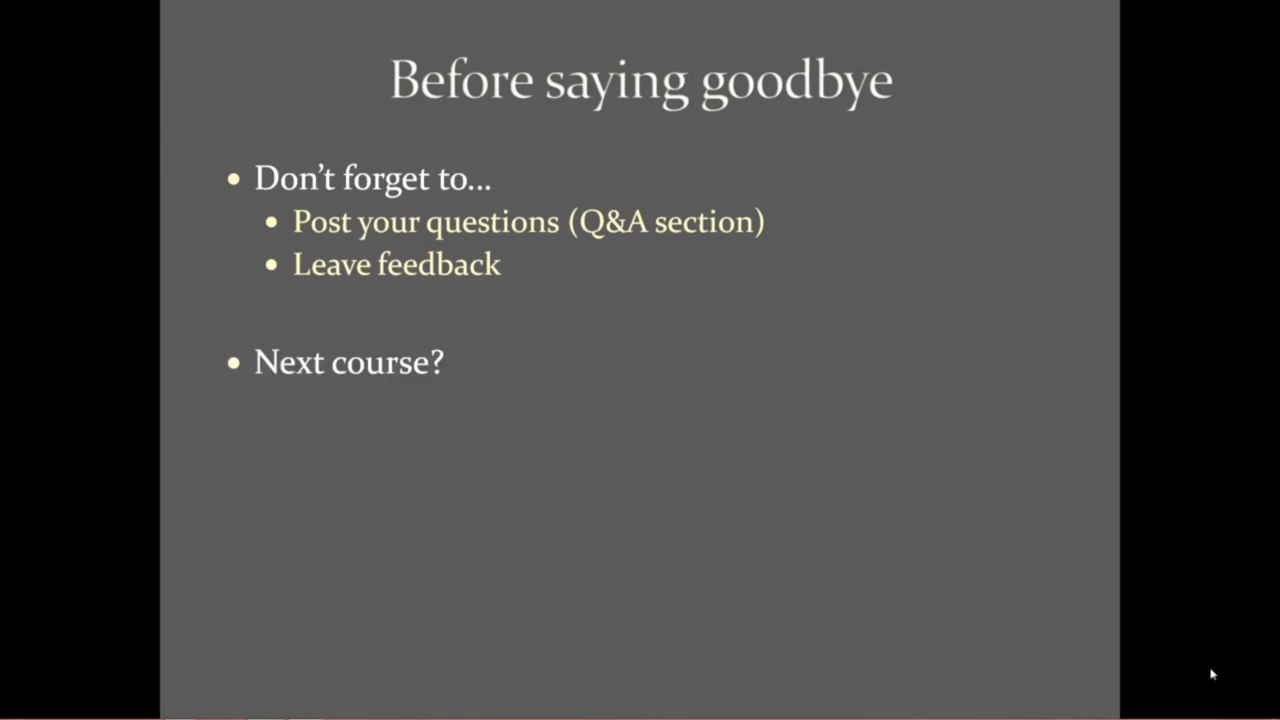 Before saying goodbye
• Don’t forget to...
• Post your questions (Q&A section)
• Leave feedback
• Next course?